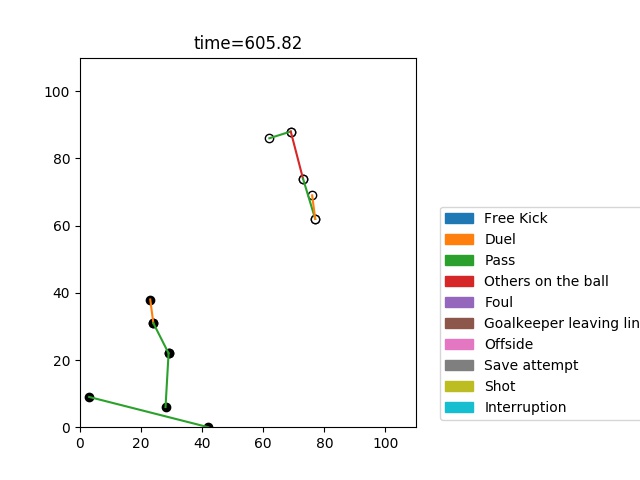 time=605.82
100
80
60
40
20
0
0 20 40 60 80 100
Free Kick
Duel
Pass
Others on the ball
Foul
Goalkeeper leaving lin
Offside
Save attempt
Shot
Interruption